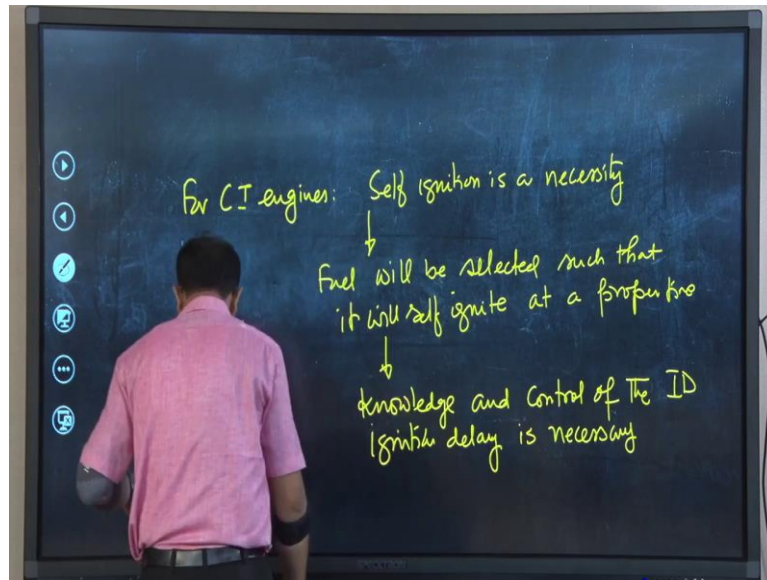 For CI engines: Self ignition is a necessity
Fuel will be selected such that
it will self ignite at a proper time
Knowledge and control of the ID
ignition delay is necessary